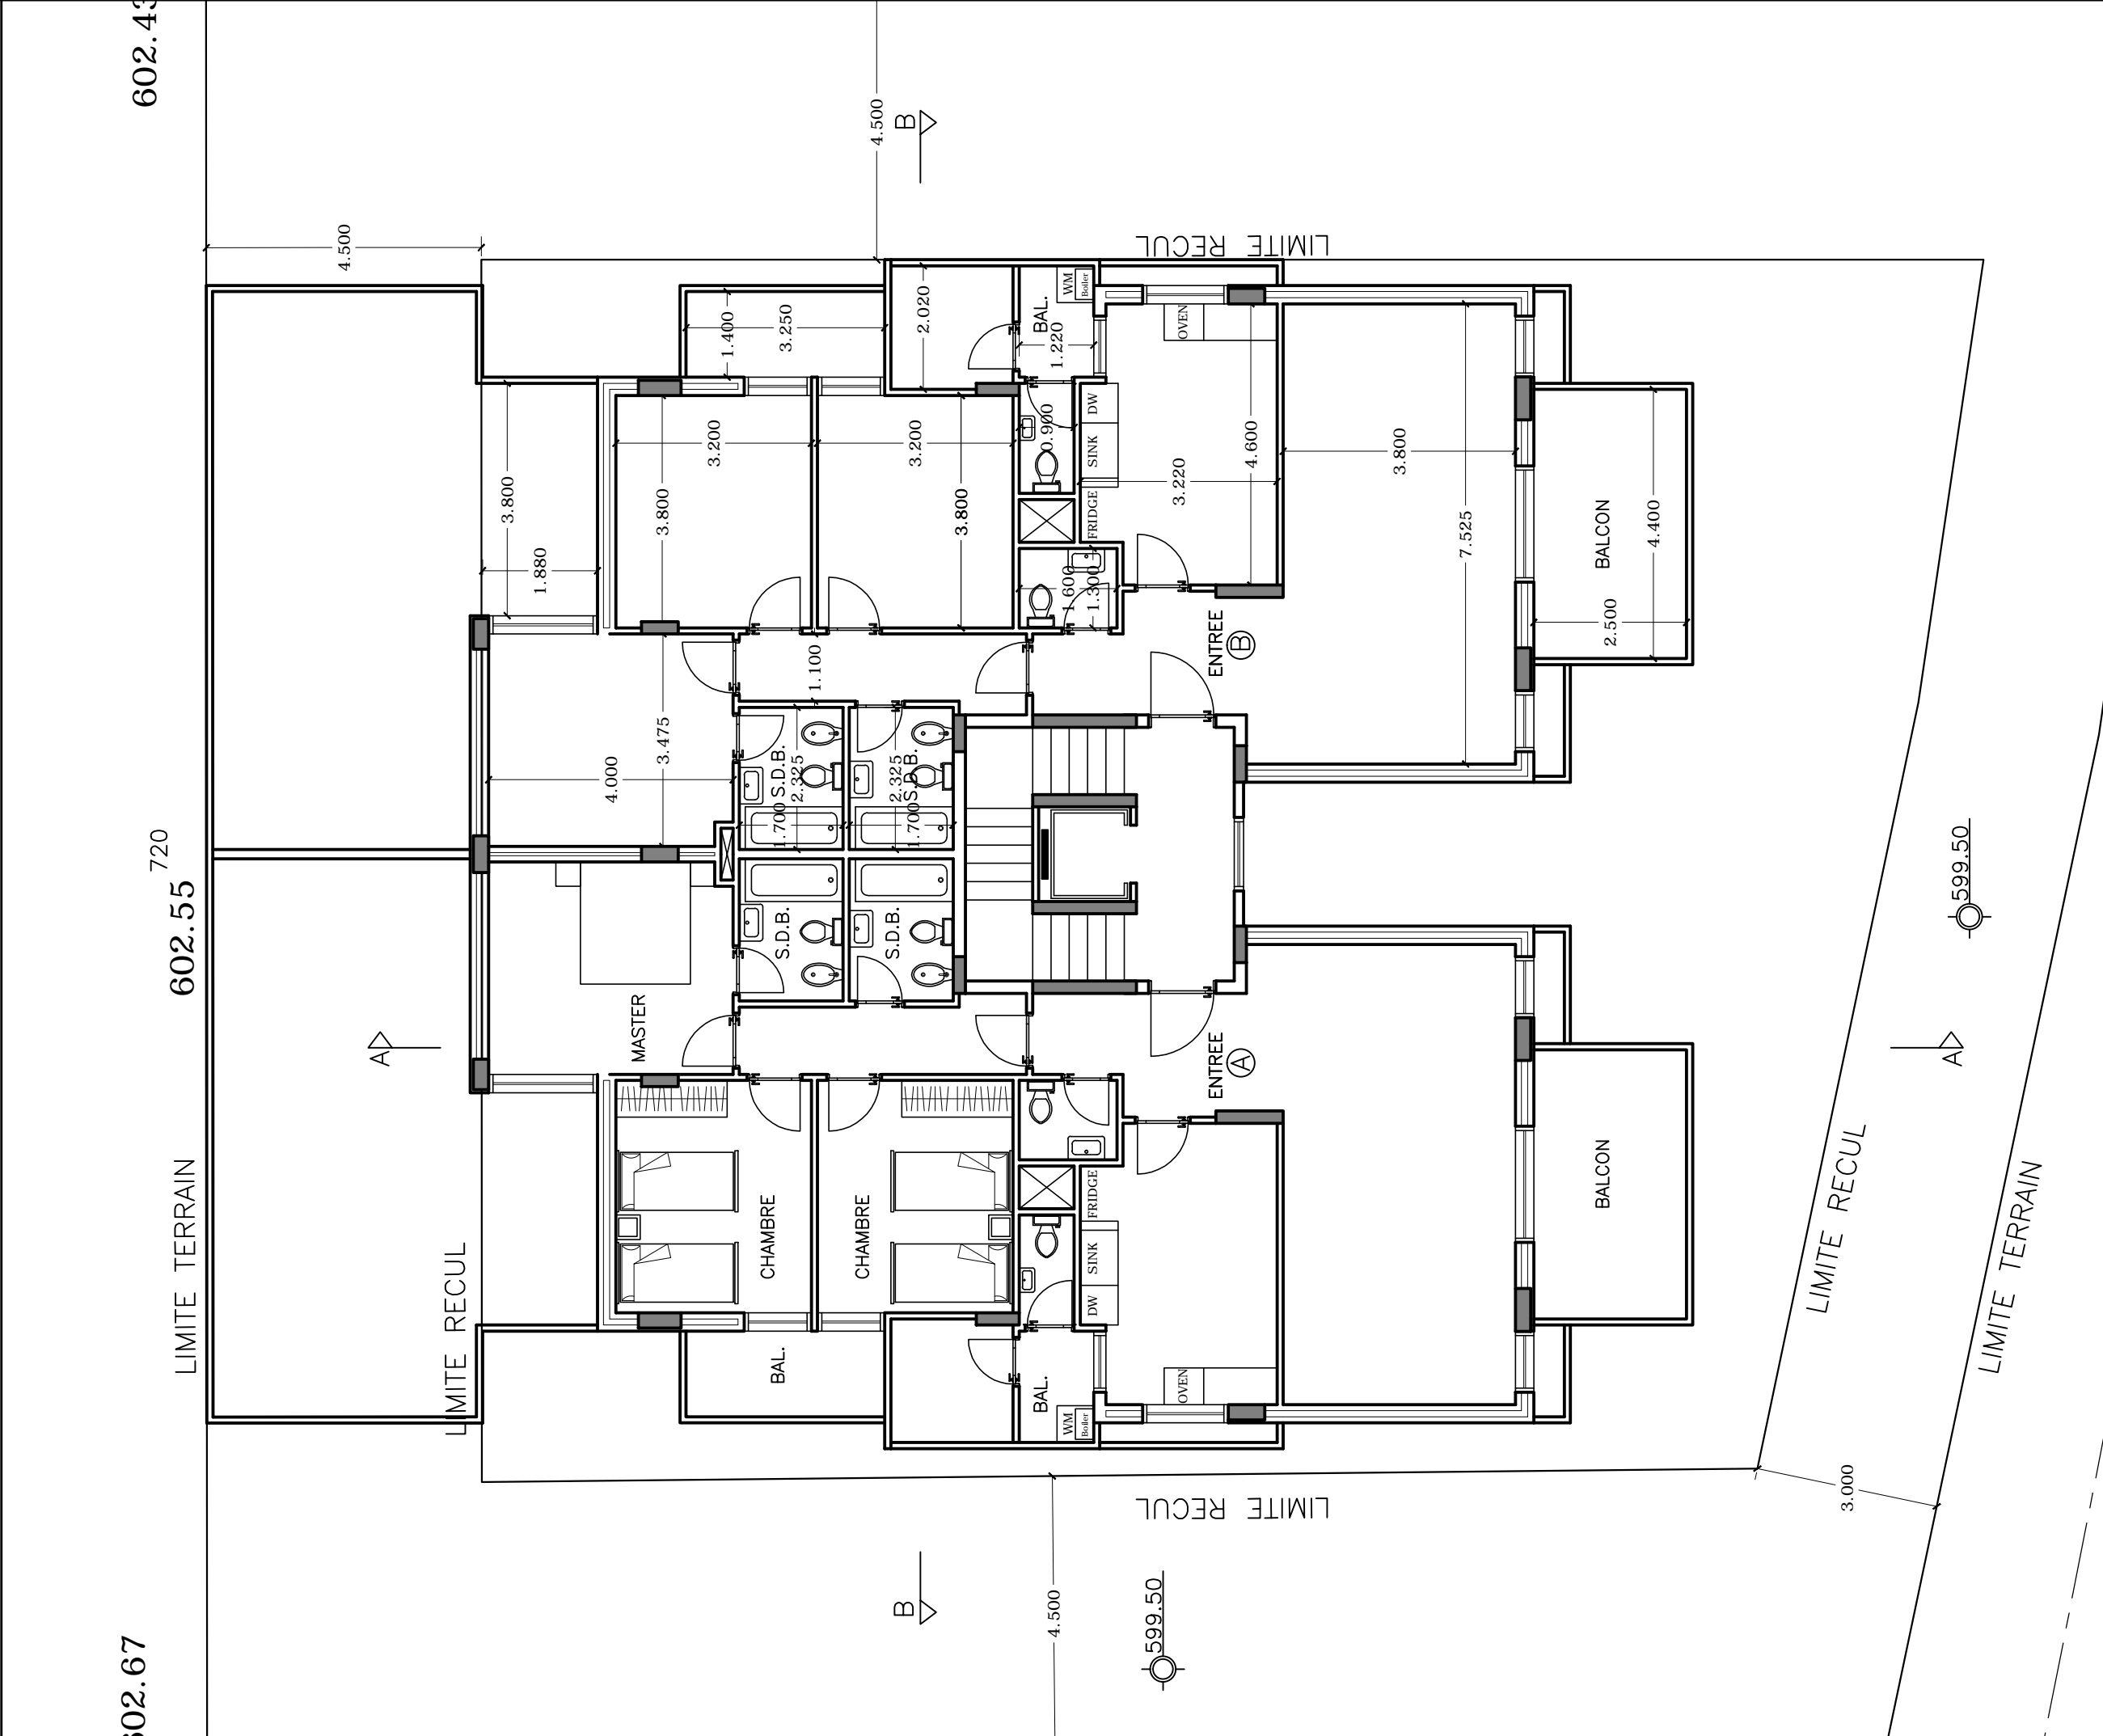 602.43
4.500
B
4.500
LIMITE RECUL
1.400
3.250
2.020
BAL.
WM
Boiler
1.220
OVEN
3.800
1.880
3.200
3.800
3.200
3.800
0.900
DW
SINK
FRIDGE
3.220
4.600
3.800
7.525
BALCON
4.400
2.500
1.600
1.300
ENTREE
B
1.100
3.475
4.000
S.D.B.
2.325
1.700
S.D.B.
2.325
1.700
720
602.55
599.50
S.D.B.
S.D.B.
MASTER
A
A
ENTREE
A
LIMITE TERRAIN
LIMITE RECUL
CHAMBRE
CHAMBRE
FRIDGE
SINK
DW
BALCON
LIMITE RECUL
LIMITE TERRAIN
BAL.
BAL.
WM
Boiler
OVEN
3.000
LIMITE RECUL
B
4.500
599.50
602.67